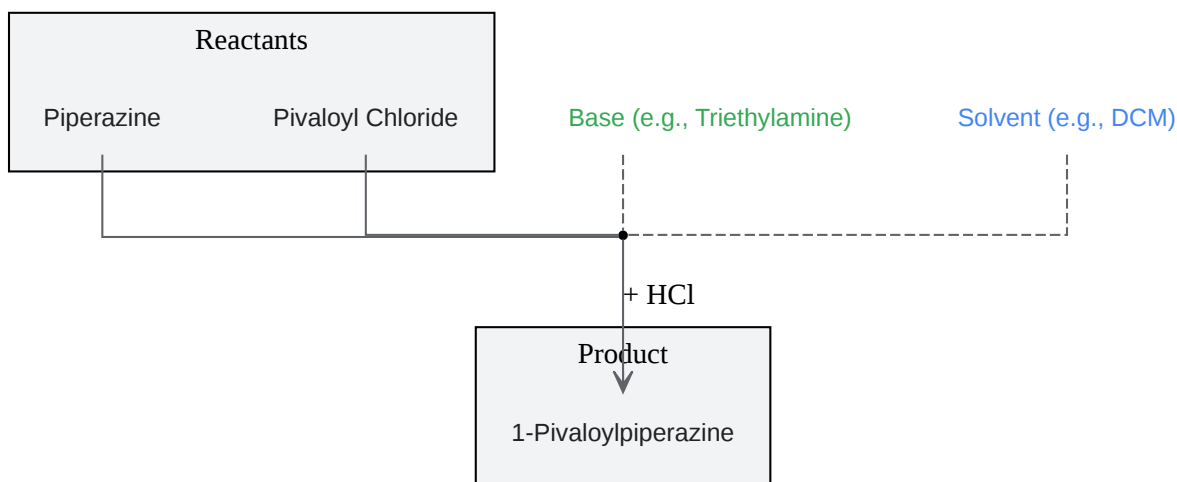 Reactants
Piperazine
Pivaloyl Chloride
Base (e.g., Triethylamine)
Solvent (e.g., DCM)
+ HCl
Product
1-Pivaloylpiperazine